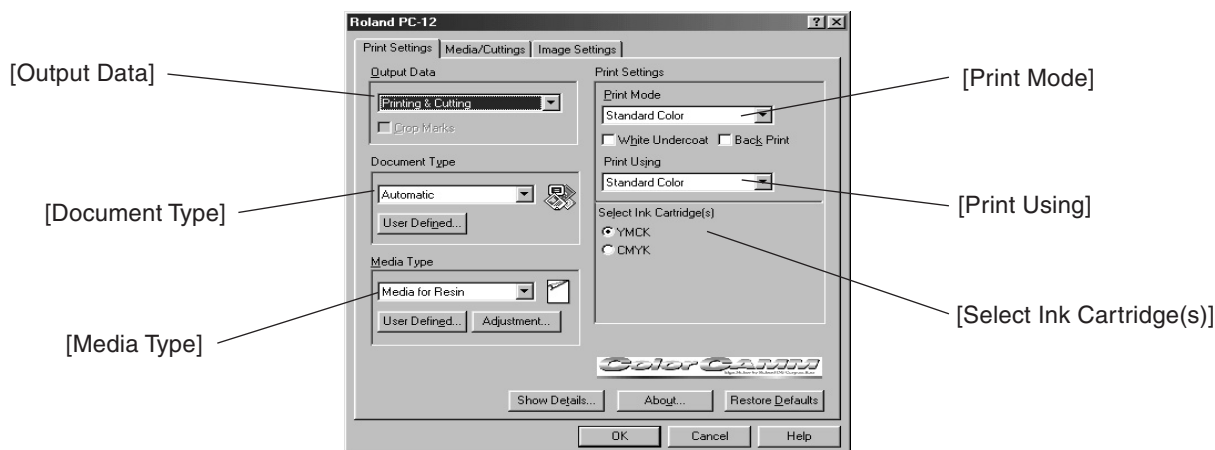 Roland PC-12
Print Settings Media/Cuttings Image Settings
[Output Data]
Output Data
Printing & Cutting
Crop Marks
[Document Type]
Document Type
Automatic
User Defined...
[Media Type]
Media Type
Media for Resin
User Defined... Adjustment...
Print Settings
[Print Mode]
Print Mode
Standard Color
White Undercoat Back Print
[Print Using]
Print Using
Standard Color
[Select Ink Cartridge(s)]
Select Ink Cartridge(s)
YMCK
CMYK
Color CAMM
Show Details... About... Restore Defaults
OK Cancel Help